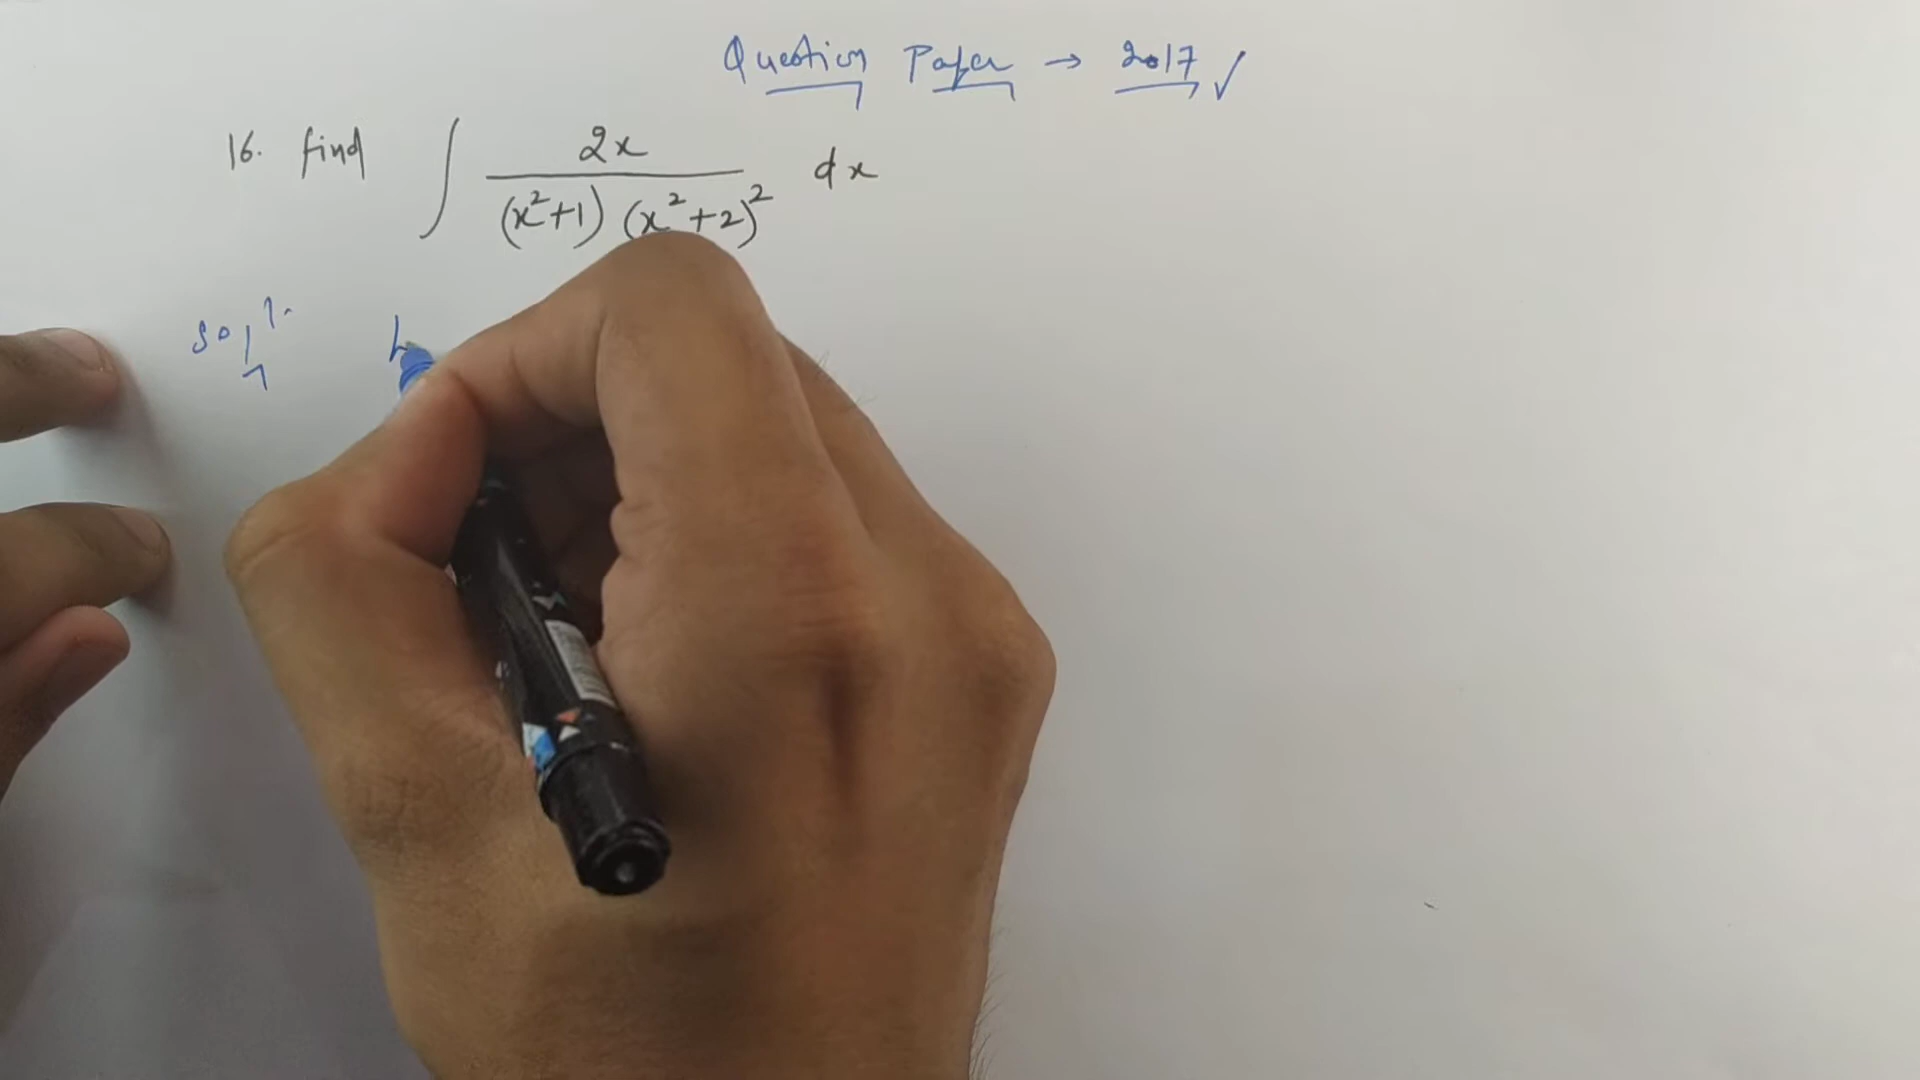 Question Paper → 2017 ✓
16. find ∫ 2x / (x²+1) (x²+2)² dx
Sol".